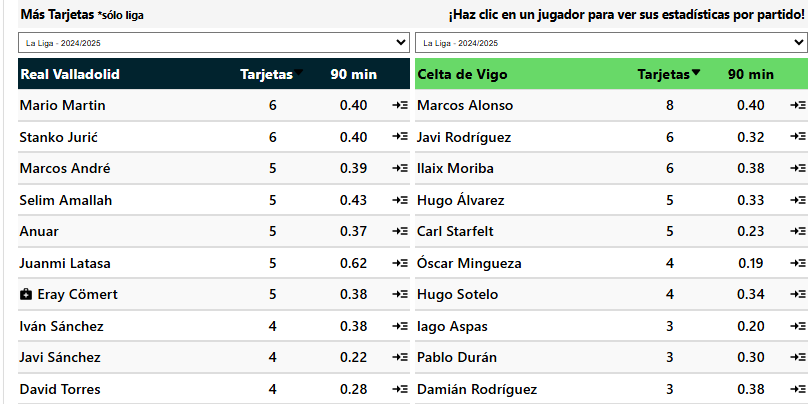 Más Tarjetas *sólo liga ¡Haz clic en un jugador para ver sus estadísticas por partido!
La Liga - 2024/2025 La Liga - 2024/2025
Real Valladolid Tarjetas 90 min Celta de Vigo Tarjetas 90 min
Mario Martin 6 0.40 Marcos Alonso 8 0.40
Stanko Jurić 6 0.40 Javi Rodríguez 6 0.32
Marcos André 5 0.39 Ilaix Moriba 6 0.38
Selim Amallah 5 0.43 Hugo Álvarez 5 0.33
Anuar 5 0.37 Carl Starfelt 5 0.23
Juanmi Latasa 5 0.62 Óscar Mingueza 4 0.19
Eray Cömert 5 0.38 Hugo Sotelo 4 0.34
Iván Sánchez 4 0.38 Iago Aspas 3 0.20
Javi Sánchez 4 0.22 Pablo Durán 3 0.30
David Torres 4 0.28 Damián Rodríguez 3 0.38